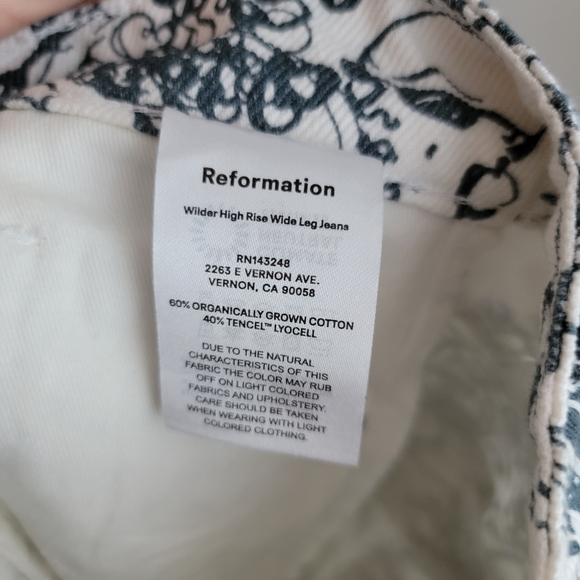 Reformation
Wilder High Rise Wide Leg Jeans
RN143248
2263 E VERNON AVE.
VERNON, CA 90058
60% ORGANICALLY GROWN COTTON
40% TENCEL™ LYOCELL
DUE TO THE NATURAL
CHARACTERISTICS OF THIS
FABRIC THE COLOR MAY RUB
OFF ON LIGHT COLORED
FABRICS AND UPHOLSTERY.
CARE SHOULD BE TAKEN
WHEN WEARING WITH LIGHT
COLORED CLOTHING.